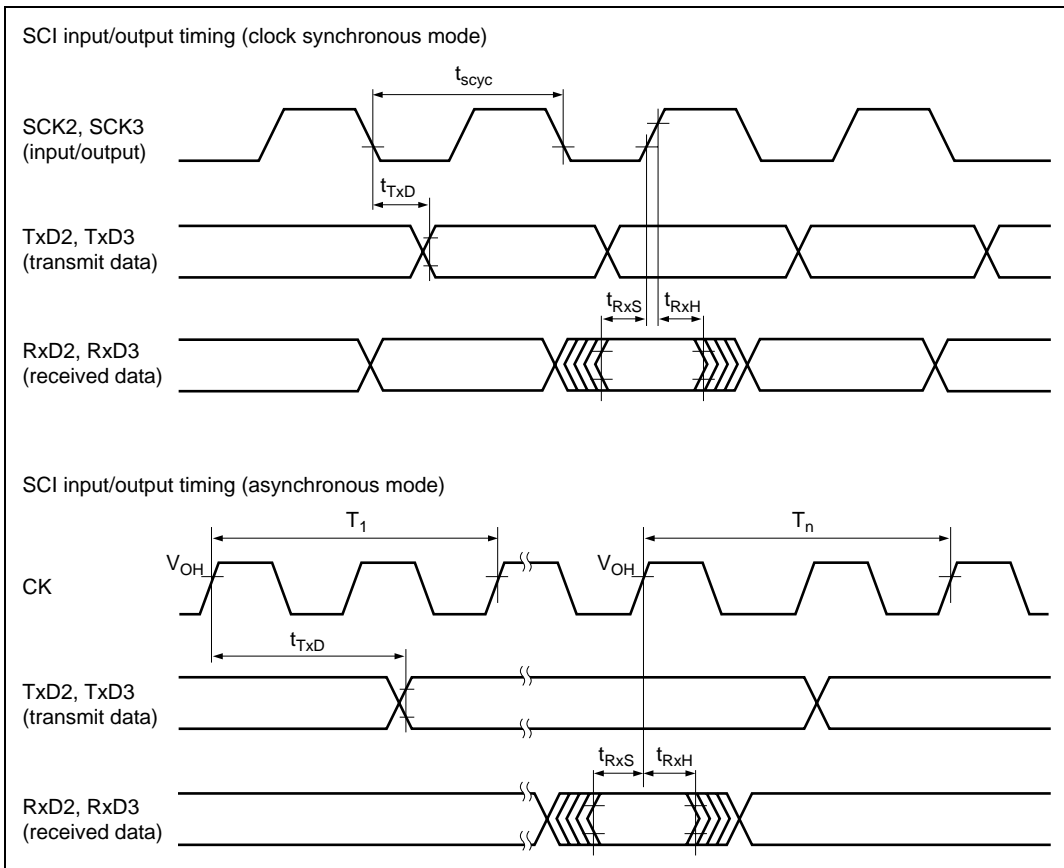 SCI input/output timing (clock synchronous mode)
tscyc
SCK2, SCK3
(input/output)
tTxD
TxD2, TxD3
(transmit data)
tRxS tRxH
RxD2, RxD3
(received data)
SCI input/output timing (asynchronous mode)
T1 Tn
VOH VOH
CK
tTxD
TxD2, TxD3
(transmit data)
tRxS tRxH
RxD2, RxD3
(received data)